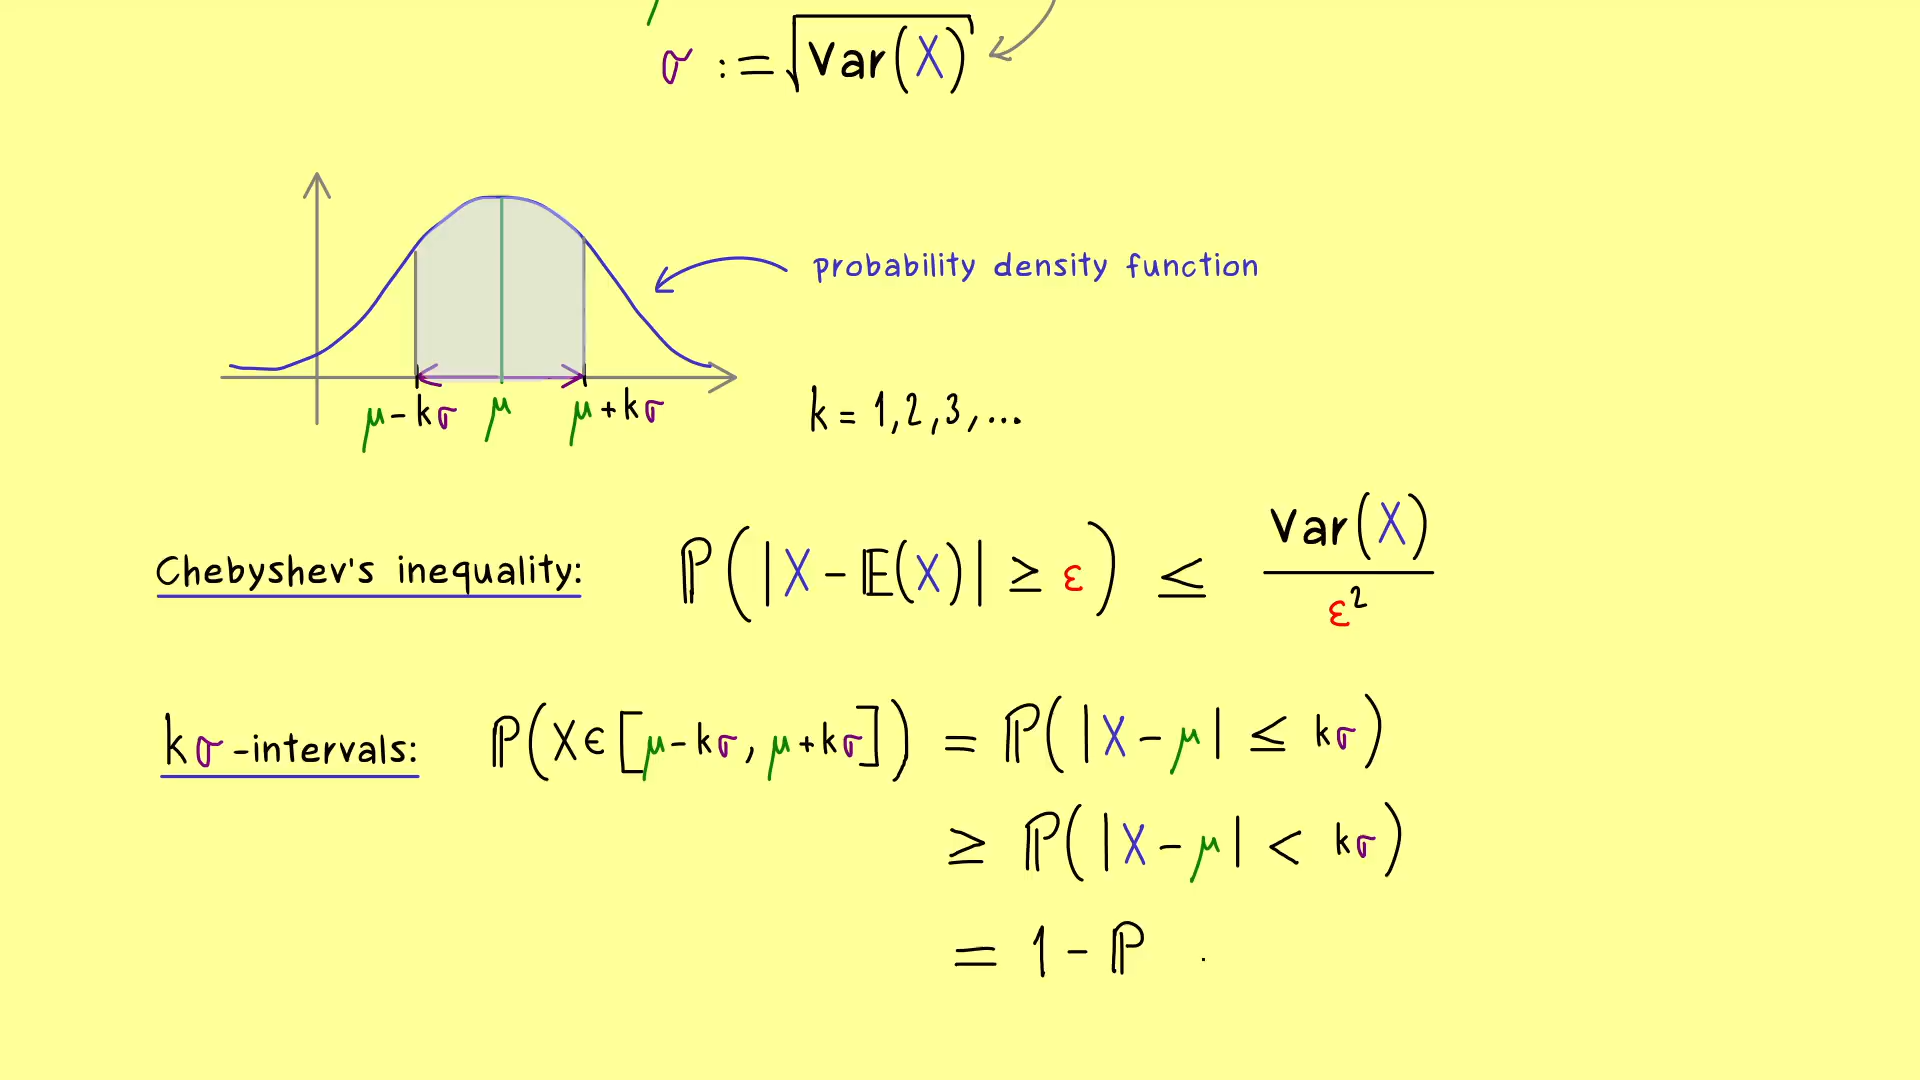 σ := √Var(X)
probability density function
μ - kσ μ μ + kσ
k = 1, 2, 3, ...
Chebyshev's inequality: ℙ(|X - 𝔼(X)| ≥ ε) ≤ Var(X) / ε²
kσ-intervals: ℙ(X ∈ [μ - kσ, μ + kσ]) = ℙ(|X - μ| ≤ kσ)
≥ ℙ(|X - μ| < kσ)
= 1 - ℙ